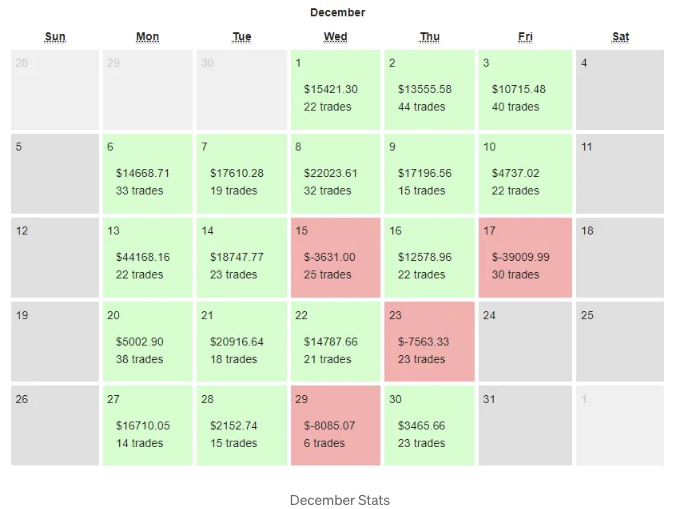 December
Sun Mon Tue Wed Thu Fri Sat
28 29 30 1 2 3 4
$15421.30 $13555.58 $10715.48
22 trades 44 trades 40 trades
5 6 7 8 9 10 11
$14668.71 $17610.28 $22023.61 $17196.56 $4737.02
33 trades 19 trades 32 trades 15 trades 22 trades
12 13 14 15 16 17 18
$44168.16 $18747.77 $-3631.00 $12578.96 $-39009.99
22 trades 23 trades 25 trades 22 trades 30 trades
19 20 21 22 23 24 25
$5002.90 $20916.64 $14787.66 $-7563.33
38 trades 18 trades 21 trades 23 trades
26 27 28 29 30 31 1
$16710.05 $2152.74 $-8085.07 $3465.66
14 trades 15 trades 6 trades 23 trades
December Stats